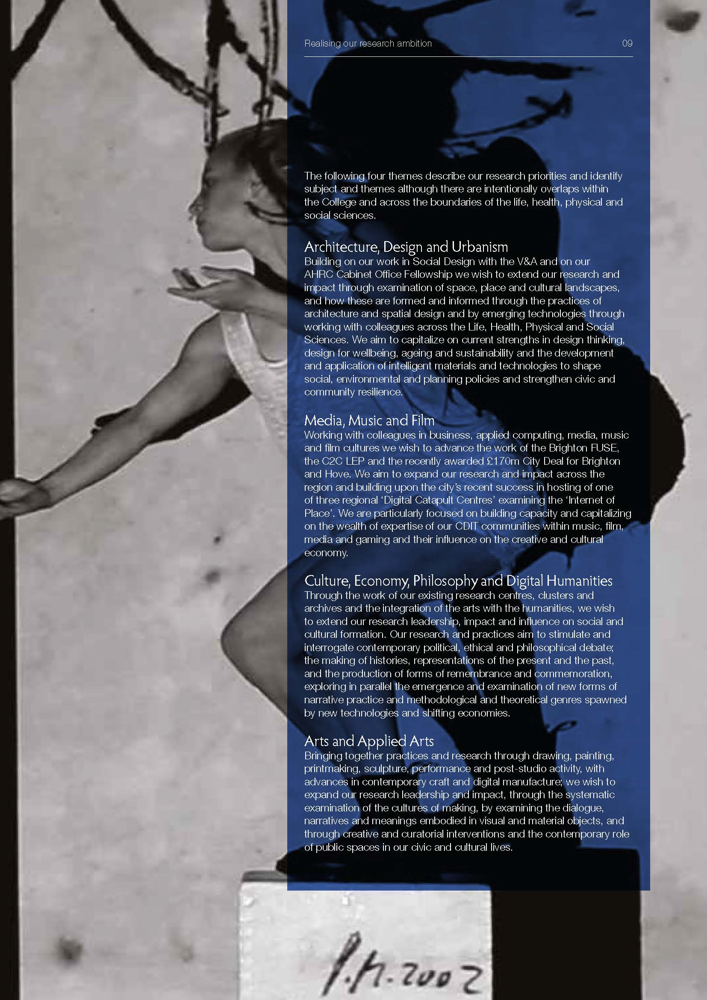 Realising our research ambition 09
The following four themes describe our research priorities and identify
subject and themes although there are intentionally overlaps within
the College and across the boundaries of the life, health, physical and
social sciences.
Architecture, Design and Urbanism
Building on our work in Social Design with the V&A and on our
AHRC Cabinet Office Fellowship we wish to extend our research and
impact through examination of space, place and cultural landscapes,
and how these are formed and informed through the practices of
architecture and spatial design and by emerging technologies through
working with colleagues across the Life, Health, Physical and Social
Sciences. We aim to capitalize on current strengths in design thinking,
design for wellbeing, ageing and sustainability and the development
and application of intelligent materials and technologies to shape
social, environmental and planning policies and strengthen civic and
community resilience.
Media, Music and Film
Working with colleagues in business, applied computing, media, music
and film cultures we wish to advance the work of the Brighton FUSE,
the C2C LEP and the recently awarded £170m City Deal for Brighton
and Hove. We aim to expand our research and impact across the
region and building upon the city’s recent success in hosting of one
of three regional ‘Digital Catapult Centres’ examining the ‘Internet of
Place’. We are particularly focused on building capacity and capitalizing
on the wealth of expertise of our CDIT communities within music, film,
media and gaming and their influence on the creative and cultural
economy.
Culture, Economy, Philosophy and Digital Humanities
Through the work of our existing research centres, clusters and
archives and the integration of the arts with the humanities, we wish
to extend our research leadership, impact and influence on social and
cultural formation. Our research and practices aim to stimulate and
interrogate contemporary political, ethical and philosophical debate;
the making of histories, representations of the present and the past,
and the production of forms of remembrance and commemoration,
exploring in parallel the emergence and examination of new forms of
narrative practice and methodological and theoretical genres spawned
by new technologies and shifting economies.
Arts and Applied Arts
Bringing together practices and research through drawing, painting,
printmaking, sculpture, performance and post-studio activity, with
advances in contemporary craft and digital manufacture; we wish to
expand our research leadership and impact, through the systematic
examination of the cultures of making, by examining the dialogue,
narratives and meanings embodied in visual and material objects, and
through creative and curatorial interventions and the contemporary role
of public spaces in our civic and cultural lives.
2002